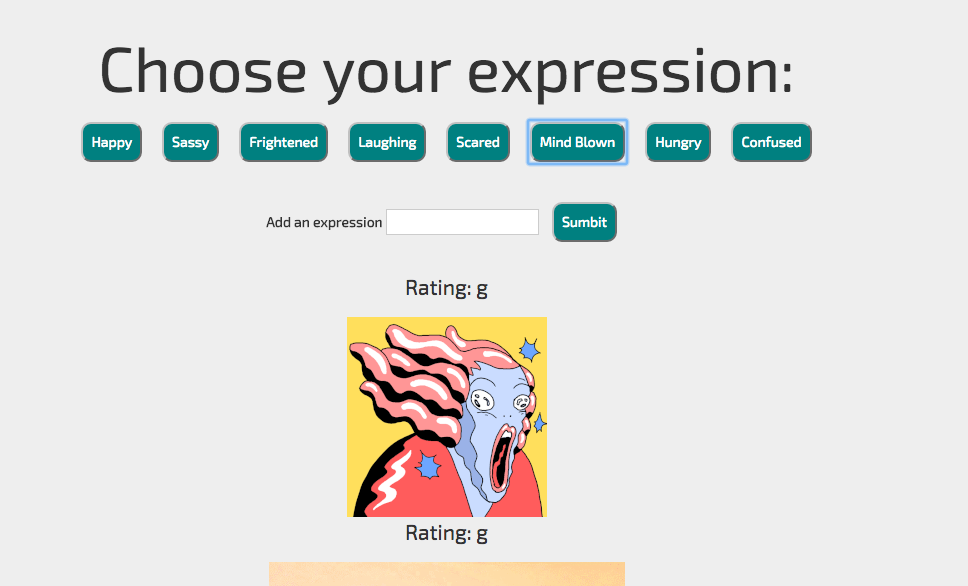 Choose your expression:
Happy Sassy Frightened Laughing Scared Mind Blown Hungry Confused
Add an expression Sumbit
Rating: g
Rating: g